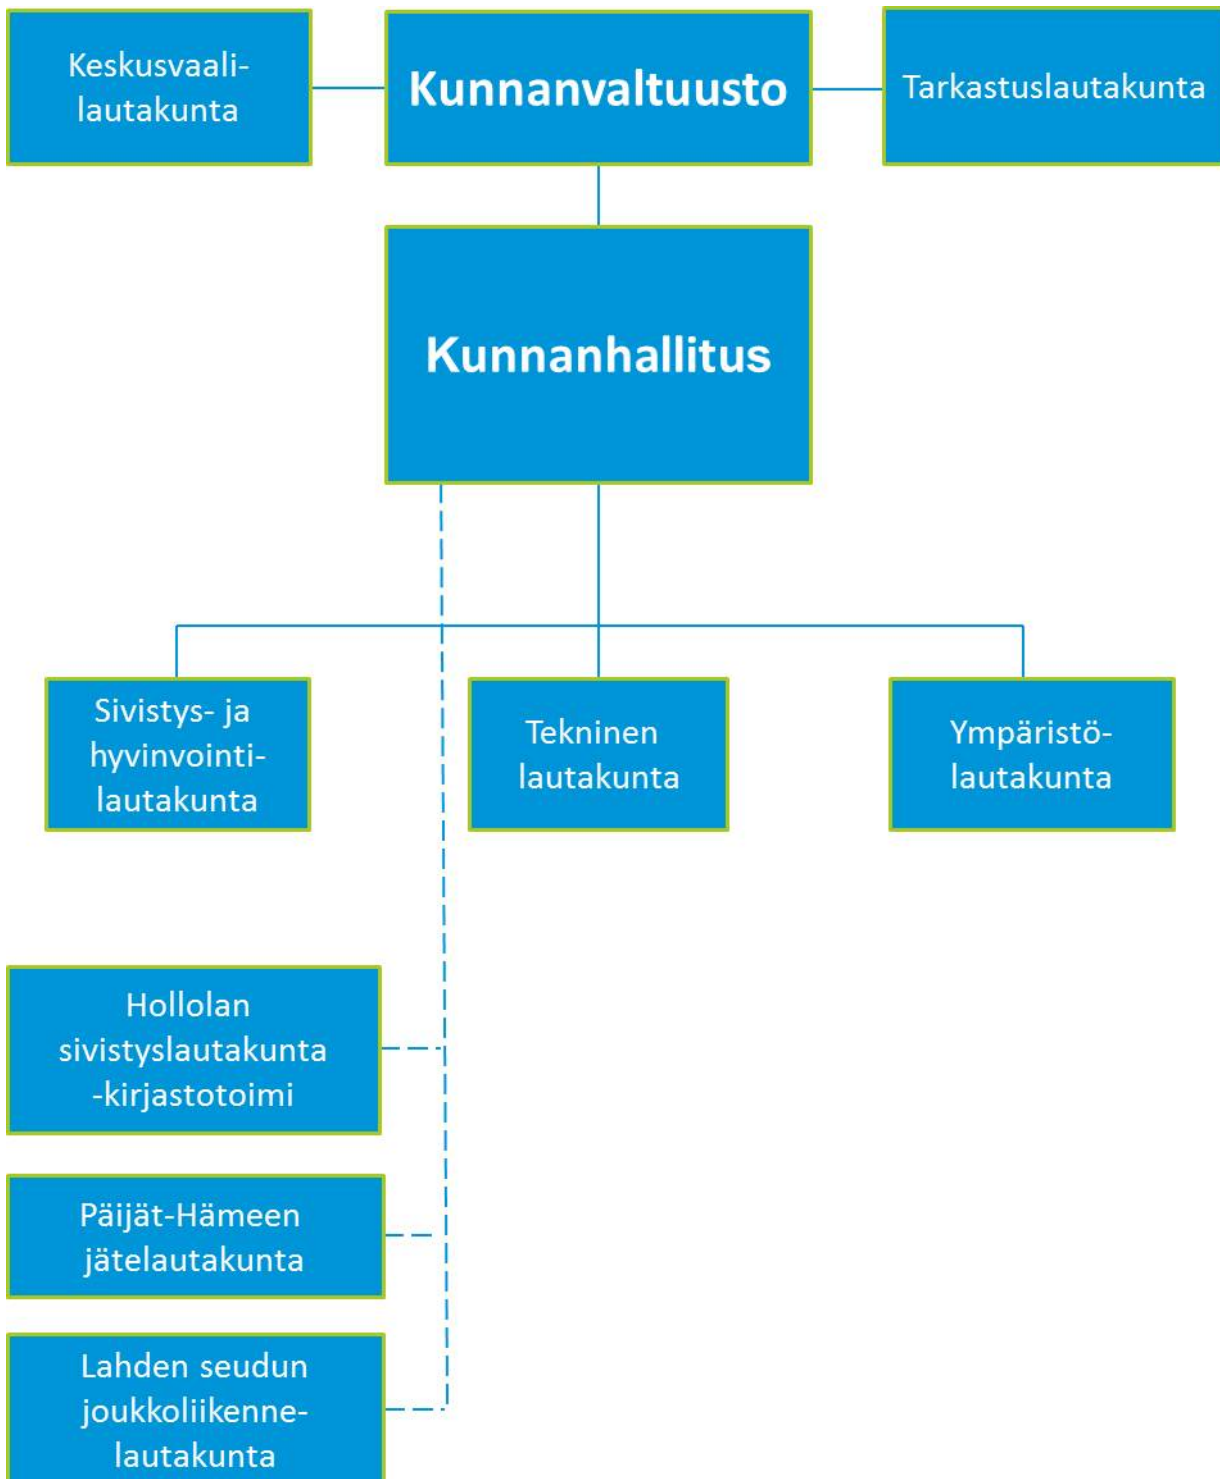 Keskusvaali-
lautakunta
Kunnanvaltuusto
Tarkastuslautakunta
Kunnanhallitus
Sivistys- ja
hyvinvointi-
lautakunta
Tekninen
lautakunta
Ympäristö-
lautakunta
Hollolan
sivistyslautakunta
-kirjastotoimi
Päijät-Hämeen
jätelautakunta
Lahden seudun
joukkoliikenne-
lautakunta